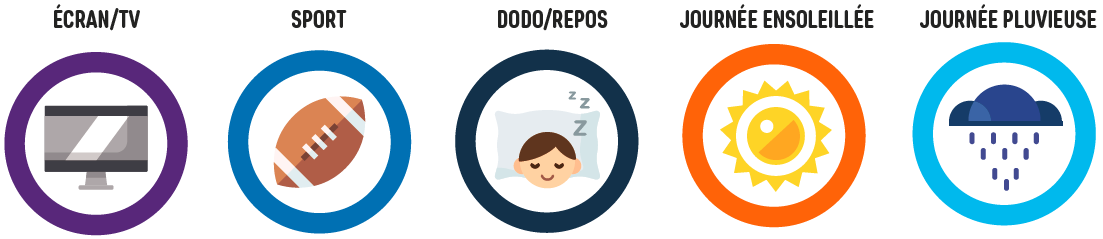 ÉCRAN/TV
SPORT
DODO/REPOS
JOURNÉE ENSOLEILLÉE
JOURNÉE PLUVIEUSE
z
z
z